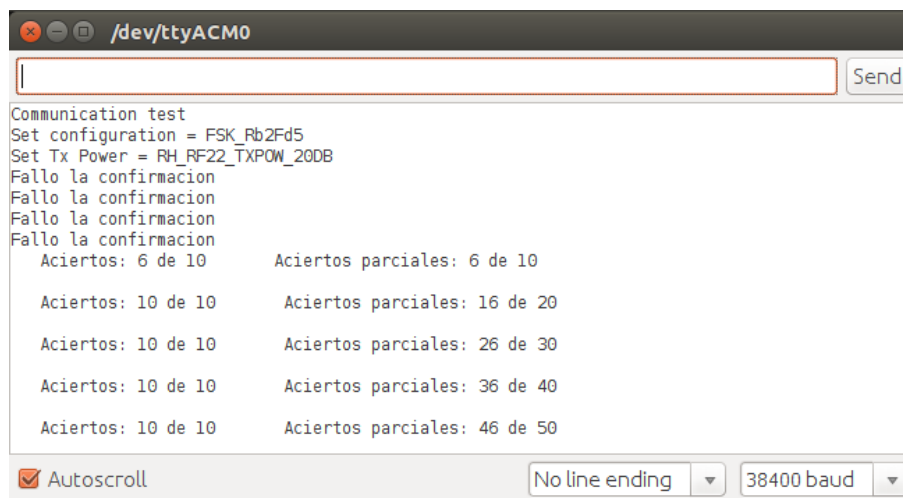 /dev/ttyACM0
Send
Communication test
Set configuration = FSK_Rb2Fd5
Set Tx Power = RH_RF22_TXPOW_20DB
Fallo la confirmacion
Fallo la confirmacion
Fallo la confirmacion
Fallo la confirmacion
Aciertos: 6 de 10 Aciertos parciales: 6 de 10
Aciertos: 10 de 10 Aciertos parciales: 16 de 20
Aciertos: 10 de 10 Aciertos parciales: 26 de 30
Aciertos: 10 de 10 Aciertos parciales: 36 de 40
Aciertos: 10 de 10 Aciertos parciales: 46 de 50
Autoscroll No line ending 38400 baud